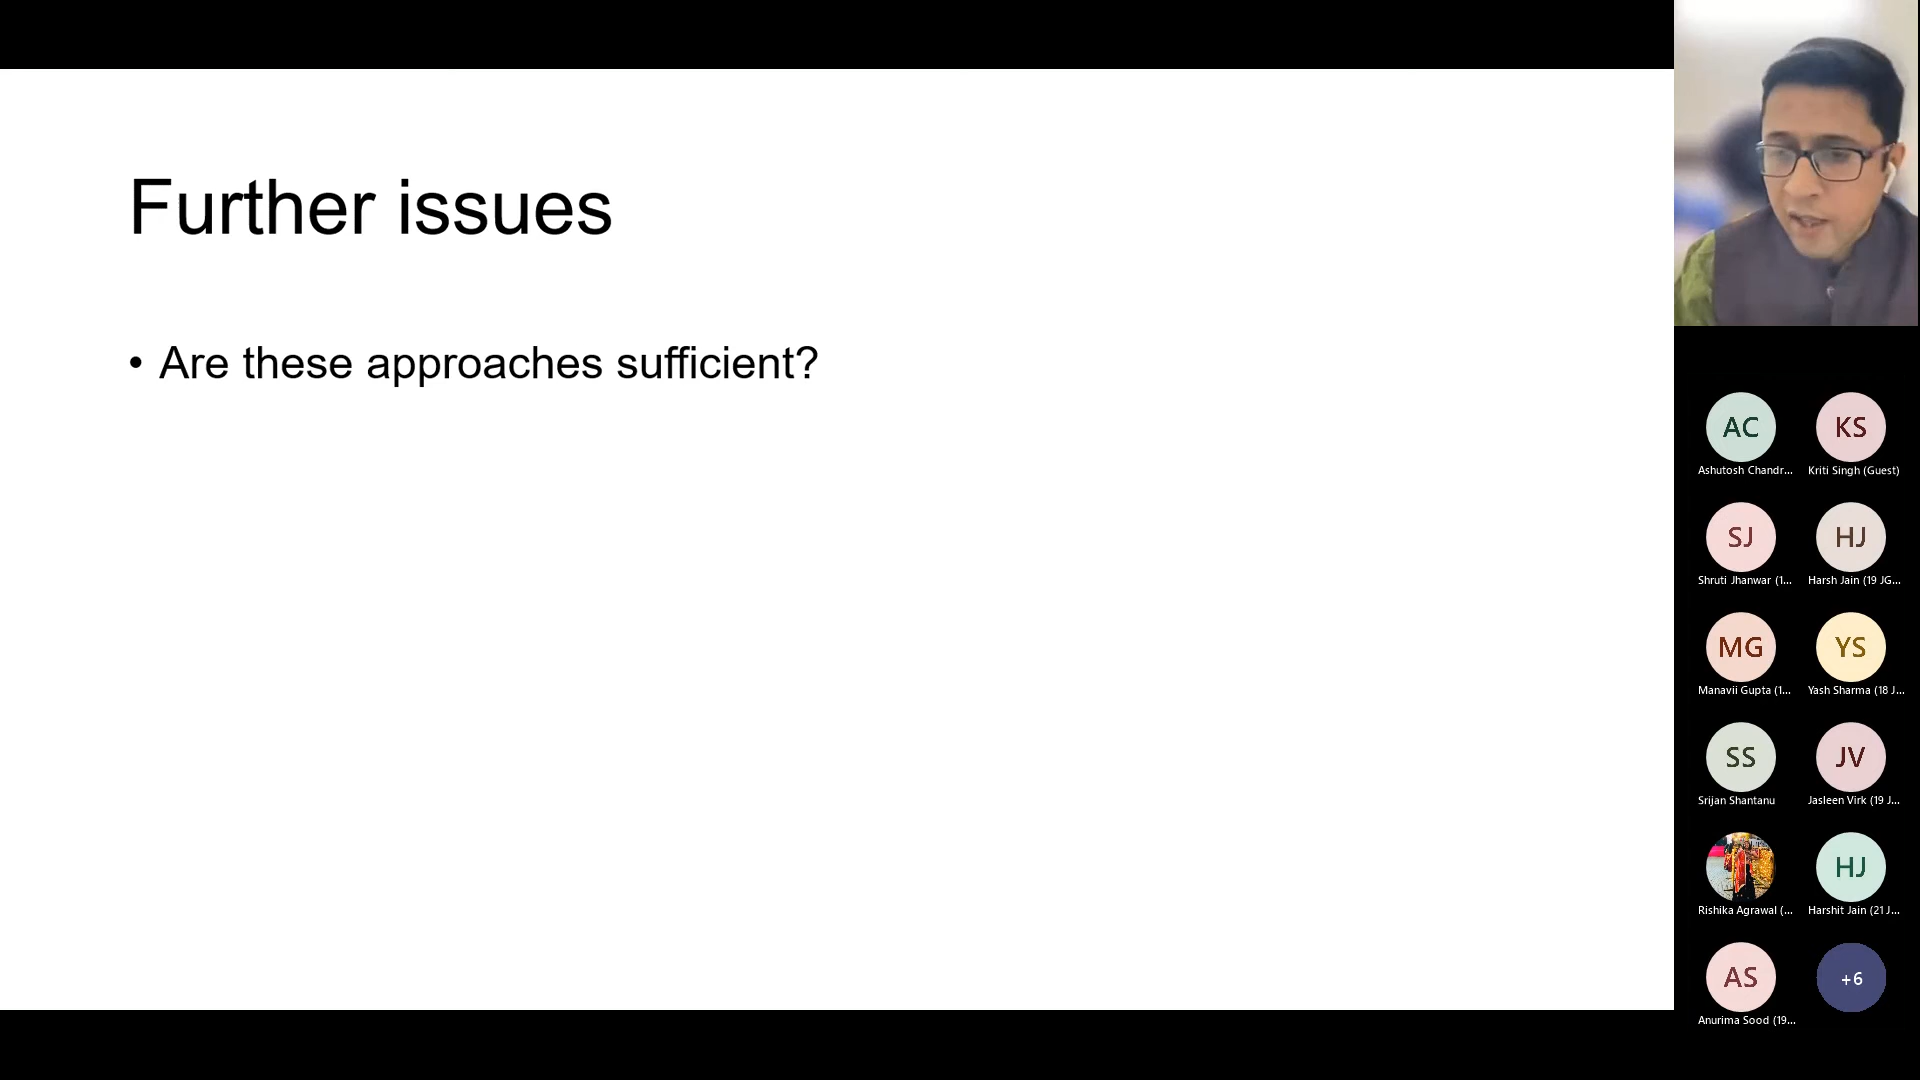 Further issues
• Are these approaches sufficient?
AC
KS
Ashutosh Chandr...
Kriti Singh (Guest)
SJ
HJ
Shruti Jhanwar (1...
Harsh Jain (19 JG...
MG
YS
Manavii Gupta (1...
Yash Sharma (18 J...
SS
JV
Srijan Shantanu
Jasleen Virk (19 J...
HJ
Rishika Agrawal (...
Harshit Jain (21 J...
AS
+6
Anurima Sood (19...